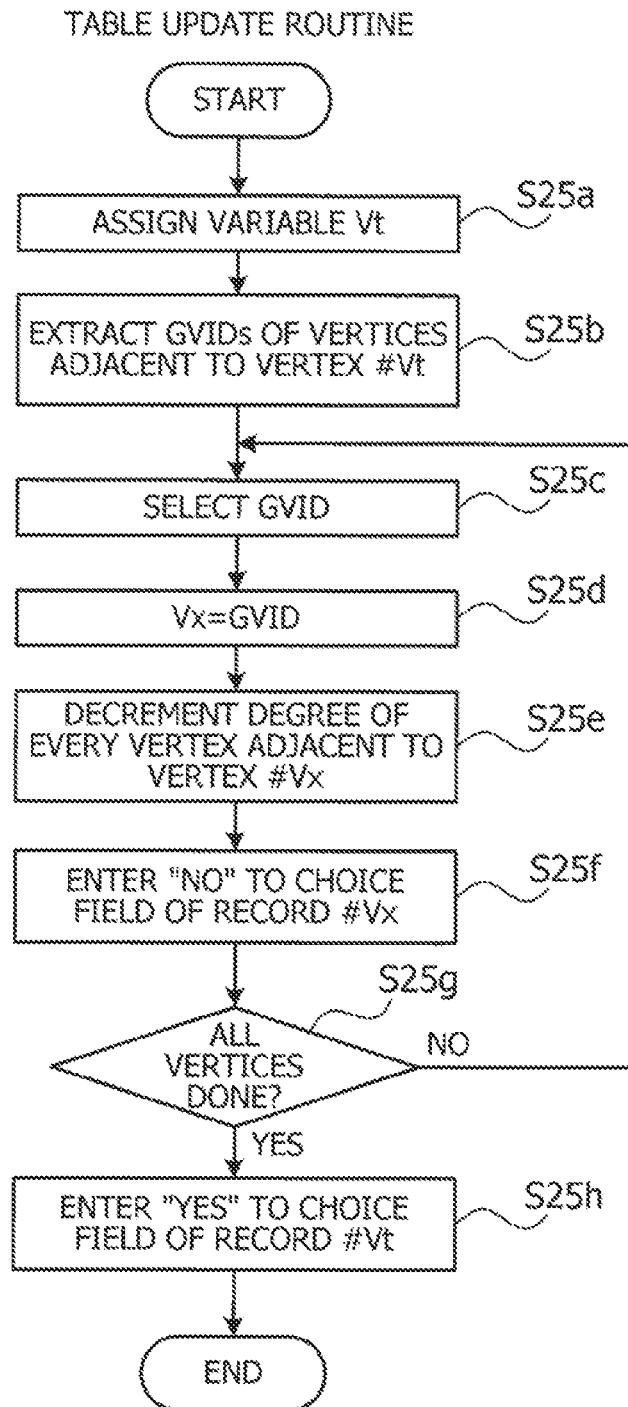 TABLE UPDATE ROUTINE
START
S25a
ASSIGN VARIABLE Vt
EXTRACT GVIDs OF VERTICES
ADJACENT TO VERTEX #Vt
S25b
SELECT GVID
S25c
Vx=GVID
S25d
DECREMENT DEGREE OF
EVERY VERTEX ADJACENT TO
VERTEX #Vx
S25e
ENTER "NO" TO CHOICE
FIELD OF RECORD #Vx
S25f
S25g
ALL
VERTICES
DONE?
NO
YES
ENTER "YES" TO CHOICE
FIELD OF RECORD #Vt
S25h
END